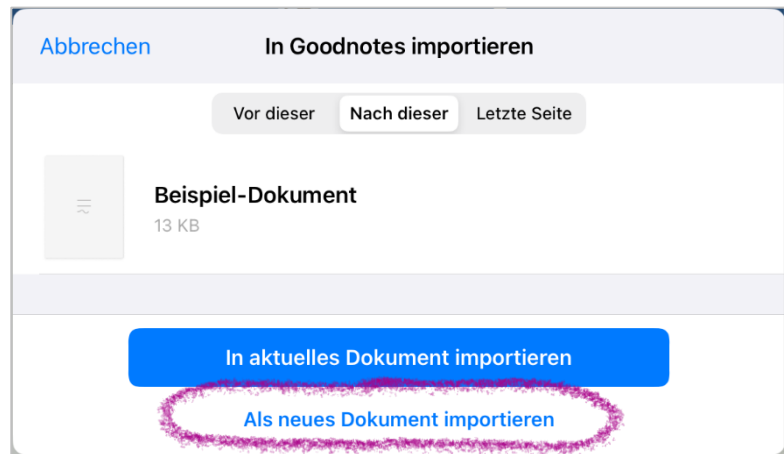 Abbrechen In Goodnotes importieren
Vor dieser Nach dieser Letzte Seite
Beispiel-Dokument
13 KB
In aktuelles Dokument importieren
Als neues Dokument importieren